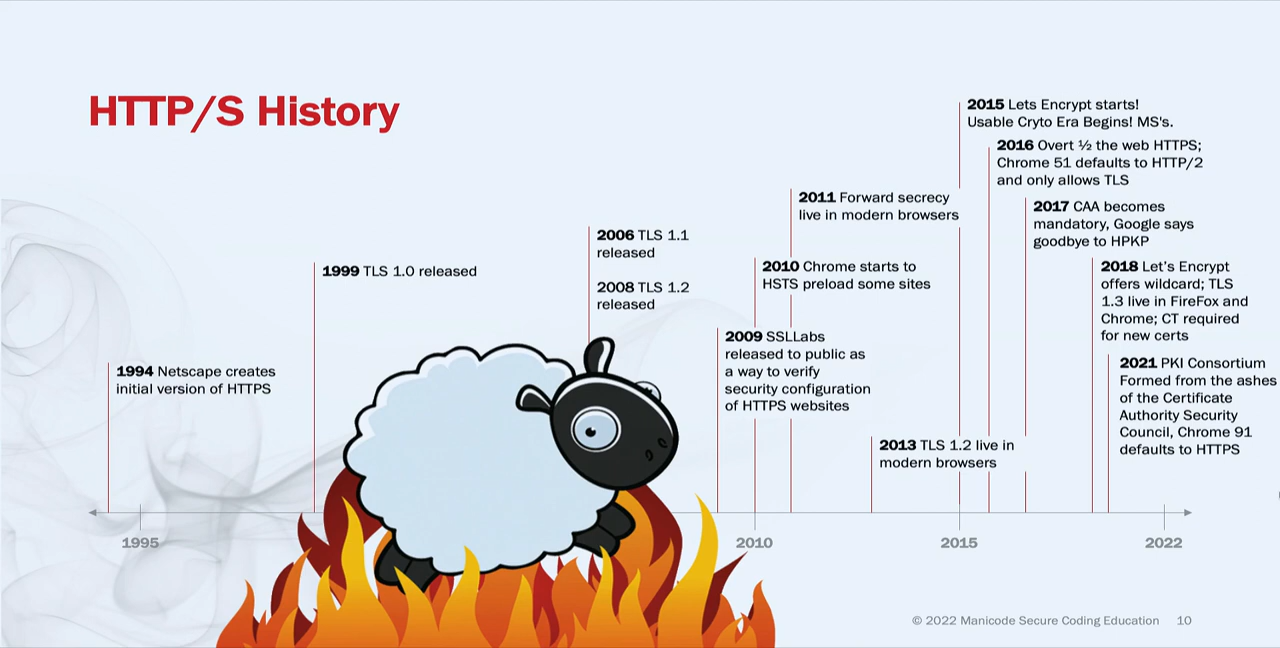 HTTP/S History
1994 Netscape creates
initial version of HTTPS
1999 TLS 1.0 released
2006 TLS 1.1
released
2008 TLS 1.2
released
2009 SSLLabs
released to public as
a way to verify
security configuration
of HTTPS websites
2010 Chrome starts to
HSTS preload some sites
2011 Forward secrecy
live in modern browsers
2013 TLS 1.2 live in
modern browsers
2015 Lets Encrypt starts!
Usable Cryto Era Begins! MS's.
2016 Overt ½ the web HTTPS;
Chrome 51 defaults to HTTP/2
and only allows TLS
2017 CAA becomes
mandatory, Google says
goodbye to HPKP
2018 Let's Encrypt
offers wildcard; TLS
1.3 live in FireFox and
Chrome; CT required
for new certs
2021 PKI Consortium
Formed from the ashes
of the Certificate
Authority Security
Council, Chrome 91
defaults to HTTPS
1995
2010
2015
2022
© 2022 Manicode Secure Coding Education 10